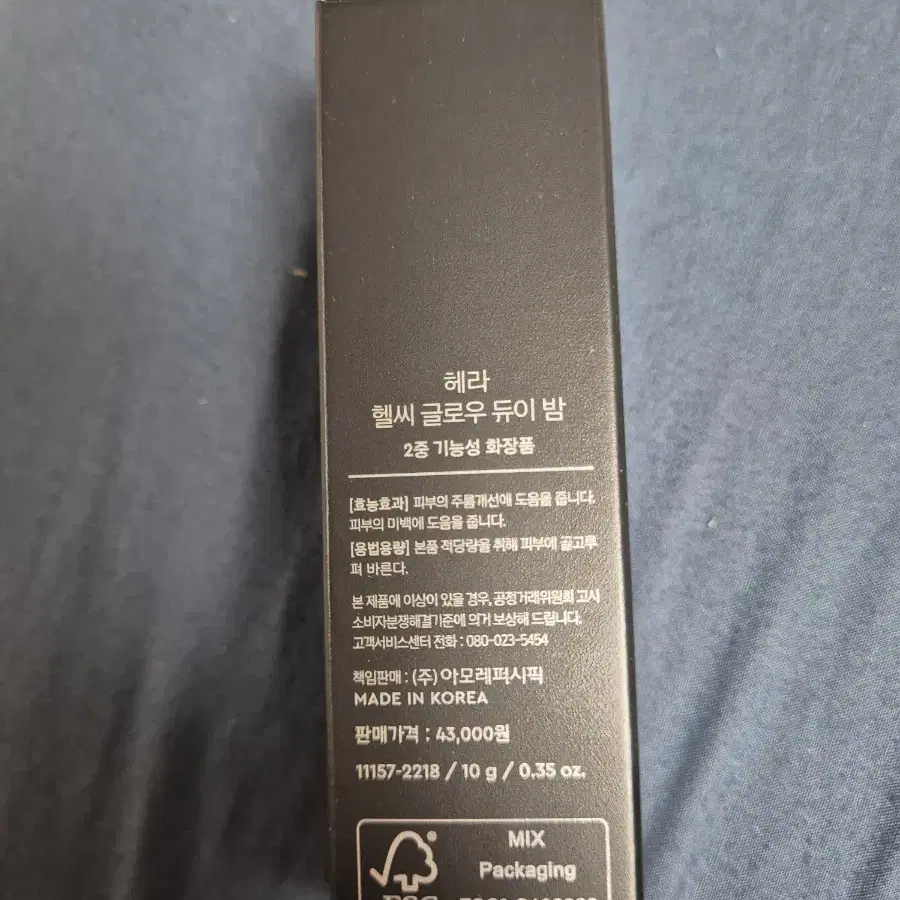 헤라
헬씨 글로우 듀이 밤
2중 기능성 화장품
[효능효과] 피부의 주름개선에 도움을 줍니다.
피부의 미백에 도움을 줍니다.
[용법용량] 본품 적당량을 취해 피부에 골고루
펴 바른다.
본 제품에 이상이 있을 경우, 공정거래위원회 고시
소비자분쟁해결기준에 의거 보상해 드립니다.
고객서비스센터 전화 : 080-023-5454
책임판매 : (주)아모레퍼시픽
MADE IN KOREA
판매가격 : 43,000원
11157-2218 / 10 g / 0.35 oz.
MIX
Packaging
FSC